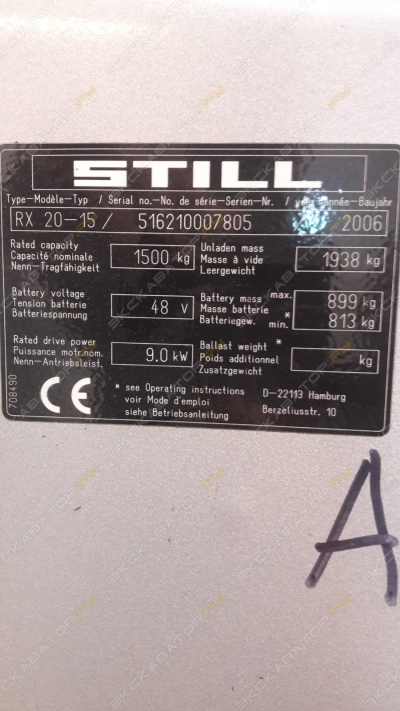 STILL
Type-Modèle-Typ / Serial no.-No. de série-Serien-Nr. / year-année-Baujahr
RX 20-15 / 516210007805 2006
Rated capacity
Capacité nominale
Nenn-Tragfähigkeit
1500 kg
Unladen mass
Masse à vide
Leergewicht
1938 kg
Battery voltage
Tension batterie
Batteriespannung
48 V
Battery mass max.
Masse batterie *
Batteriegew. min.
899 kg
813 kg
Rated drive power
Puissance motr.nom.
Nenn-Antriebsleist.
9.0 kW
Ballast weight *
Poids additionnel
Zusatzgewicht
kg
708490
CE
* see Operating instructions
voir Mode d'emploi
siehe Betriebsanleitung
D-22113 Hamburg
Berzeliusstr. 10
A